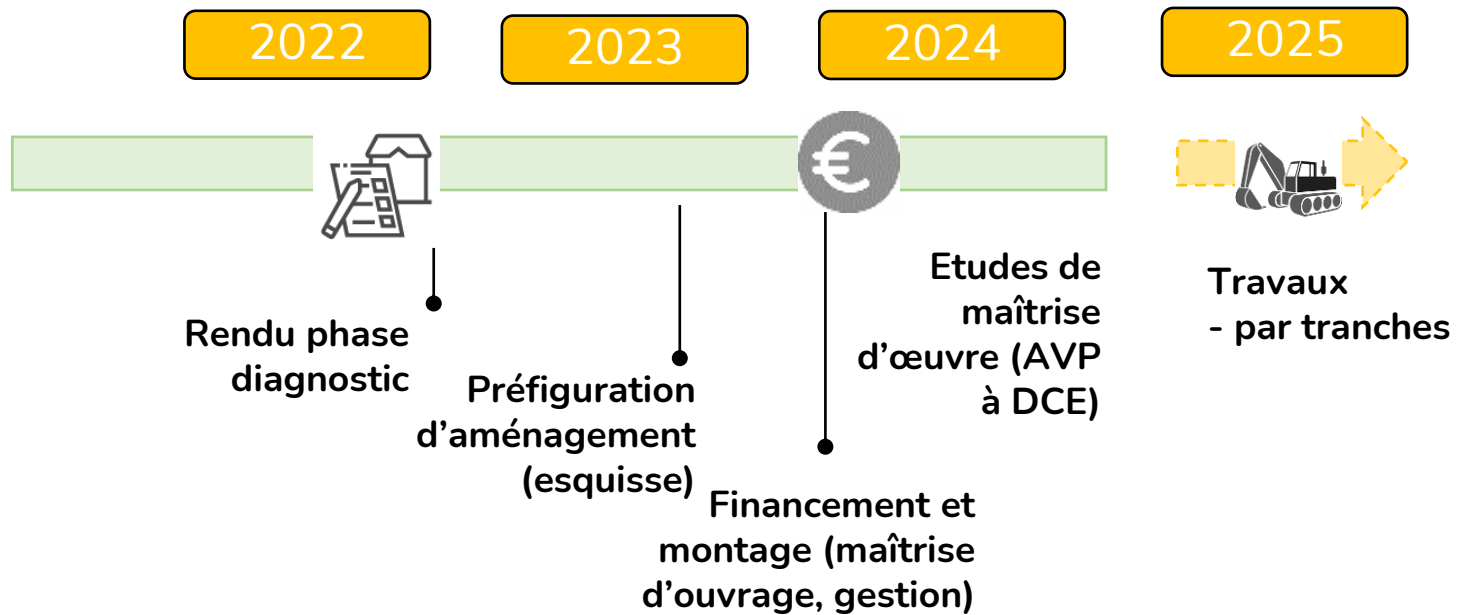 2022
2023
2024
2025
€
Rendu phase
diagnostic
Préfiguration
d’aménagement
(esquisse)
Financement et
montage (maîtrise
d’ouvrage, gestion)
Etudes de
maîtrise
d’œuvre (AVP
à DCE)
Travaux
- par tranches